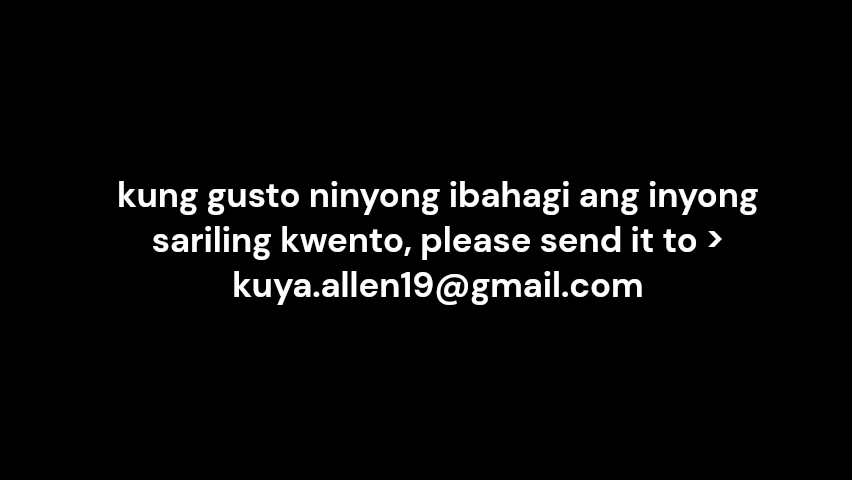 kung gusto ninyong ibahagi ang inyong
sariling kwento, please send it to >
kuya.allen19@gmail.com